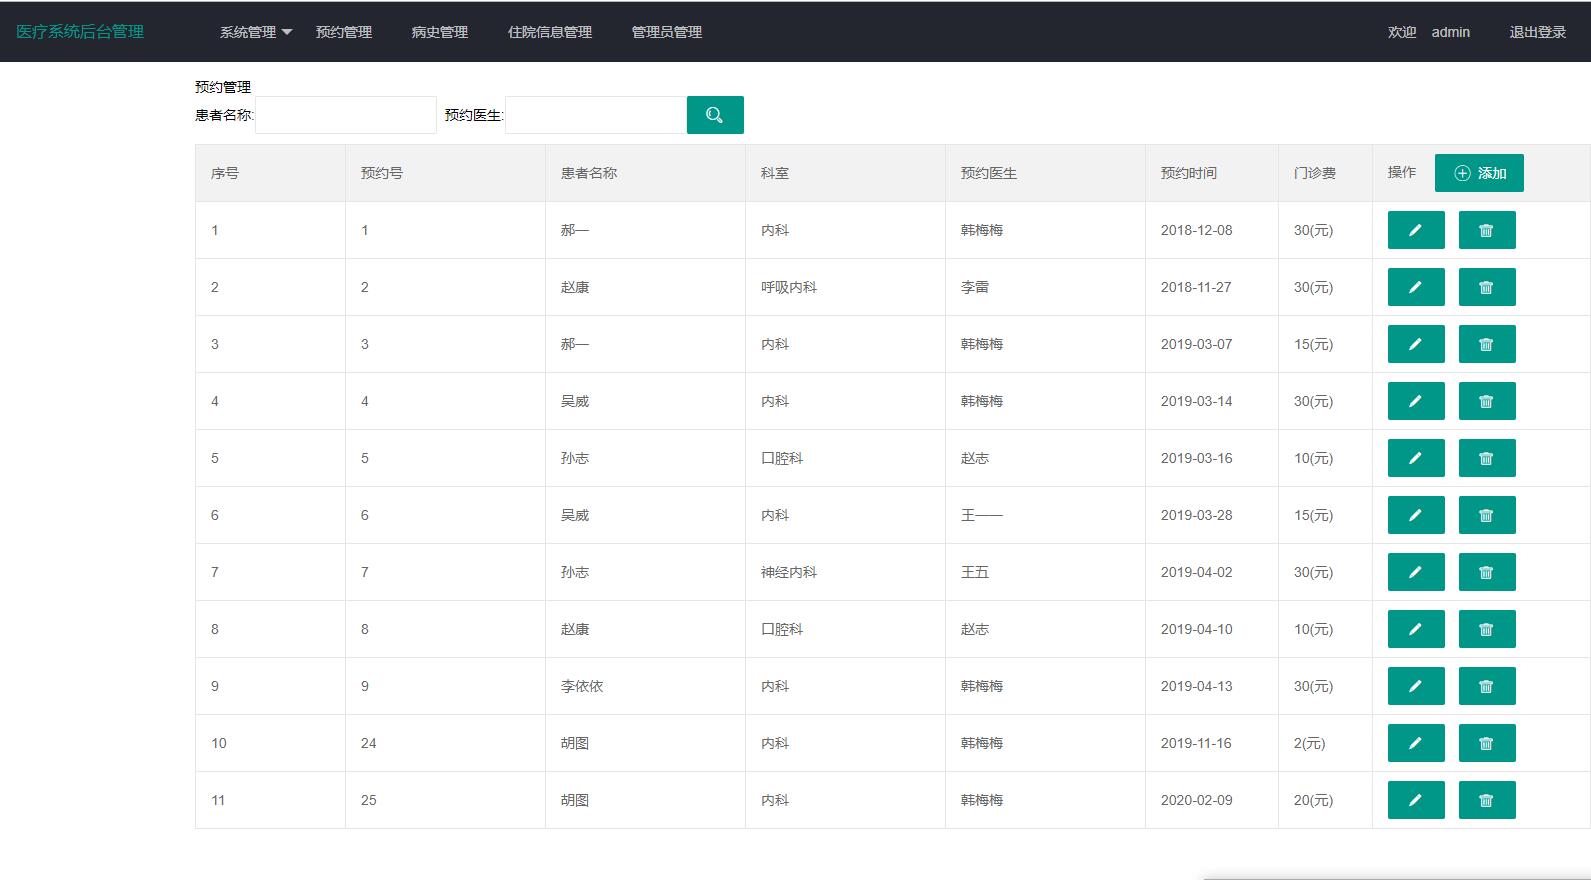 医疗系统后台管理 系统管理 预约管理 病史管理 住院信息管理 管理员管理 欢迎 admin 退出登录
预约管理
患者名称: 预约医生:
序号 预约号 患者名称 科室 预约医生 预约时间 门诊费 操作 添加
1 1 郝一 内科 韩梅梅 2018-12-08 30(元)
2 2 赵康 呼吸内科 李雷 2018-11-27 30(元)
3 3 郝一 内科 韩梅梅 2019-03-07 15(元)
4 4 吴威 内科 韩梅梅 2019-03-14 30(元)
5 5 孙志 口腔科 赵志 2019-03-16 10(元)
6 6 吴威 内科 王一一 2019-03-28 15(元)
7 7 孙志 神经内科 王五 2019-04-02 30(元)
8 8 赵康 口腔科 赵志 2019-04-10 10(元)
9 9 李依依 内科 韩梅梅 2019-04-13 30(元)
10 24 胡图 内科 韩梅梅 2019-11-16 2(元)
11 25 胡图 内科 韩梅梅 2020-02-09 20(元)